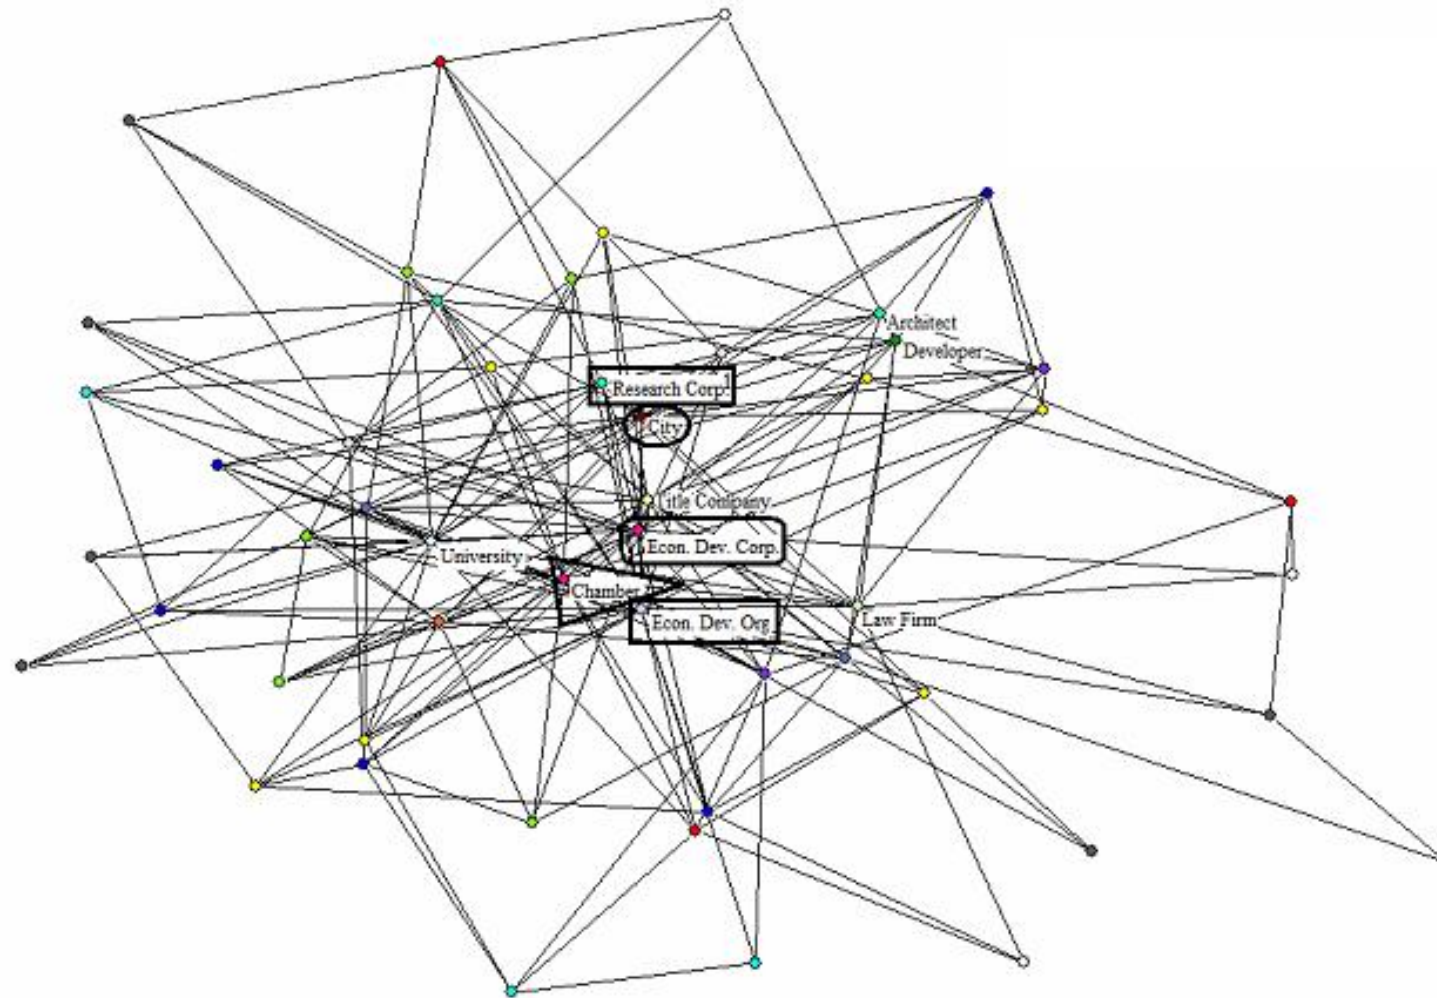 Architect
Developer
Research Corp.
City
Title Company
Econ. Dev. Corp.
University
Chamber
Econ. Dev. Org
Law Firm